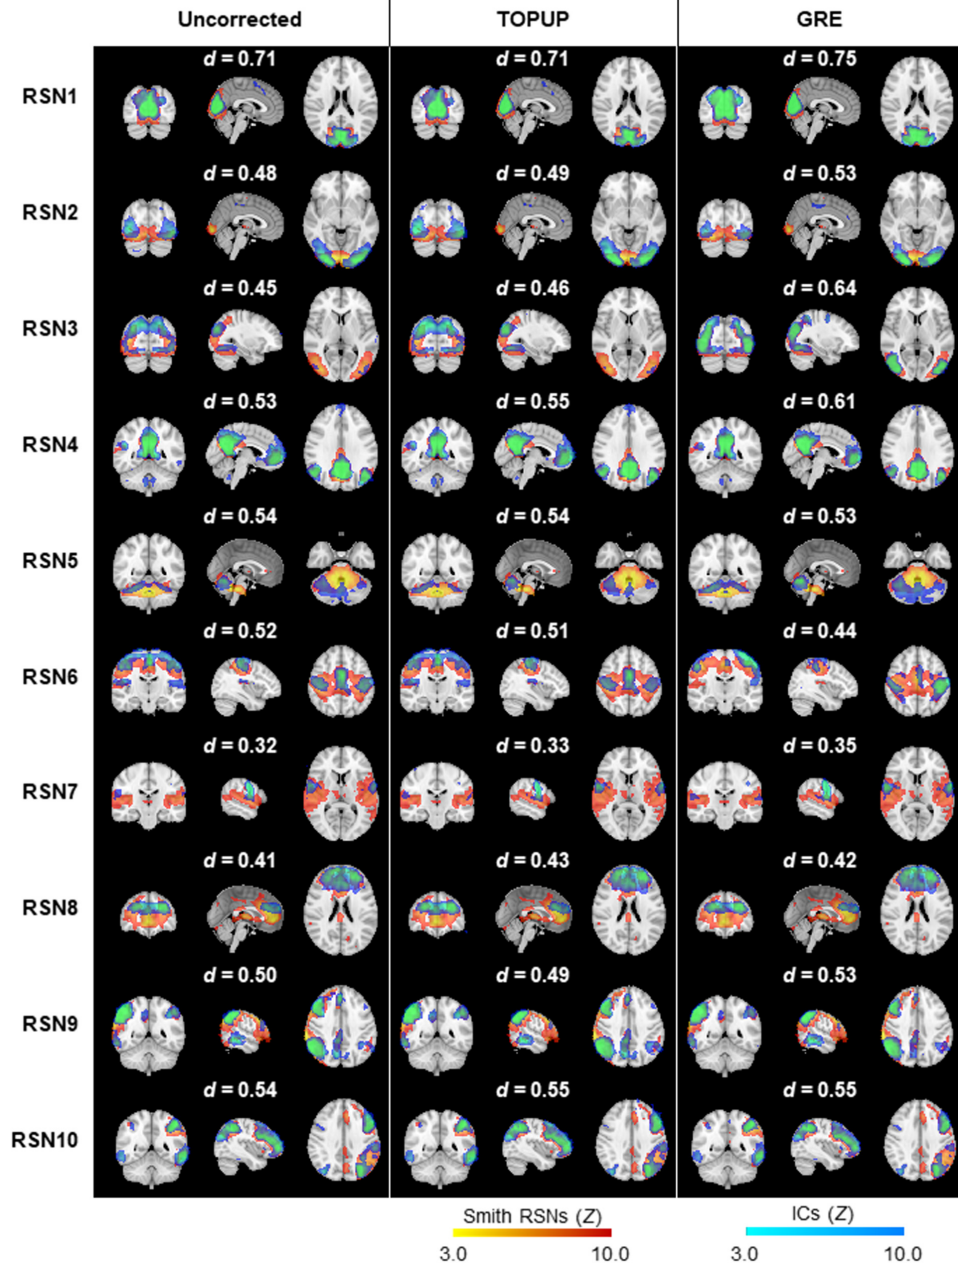 Uncorrected TOPUP GRE
RSN1 d = 0.71 d = 0.71 d = 0.75
RSN2 d = 0.48 d = 0.49 d = 0.53
RSN3 d = 0.45 d = 0.46 d = 0.64
RSN4 d = 0.53 d = 0.55 d = 0.61
RSN5 d = 0.54 d = 0.54 d = 0.53
RSN6 d = 0.52 d = 0.51 d = 0.44
RSN7 d = 0.32 d = 0.33 d = 0.35
RSN8 d = 0.41 d = 0.43 d = 0.42
RSN9 d = 0.50 d = 0.49 d = 0.53
RSN10 d = 0.54 d = 0.55 d = 0.55
Smith RSNs (Z) ICs (Z)
3.0 10.0 3.0 10.0